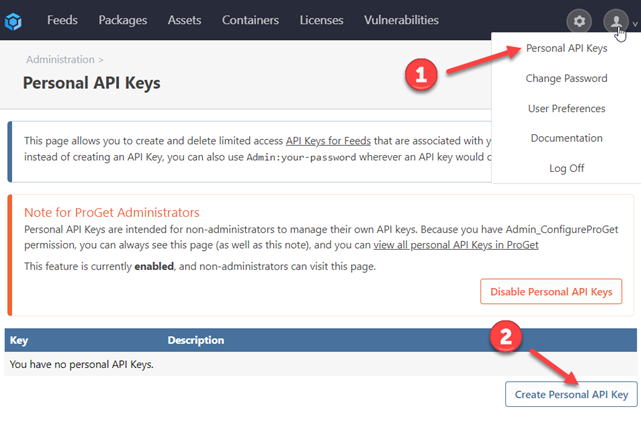 Feeds Packages Assets Containers Licenses Vulnerabilities
Personal API Keys
Change Password
User Preferences
Documentation
Log Off
1
Administration >
Personal API Keys
This page allows you to create and delete limited access API Keys for Feeds that are associated with y
instead of creating an API Key, you can also use Admin:your-password wherever an API key would c
Note for ProGet Administrators
Personal API Keys are intended for non-administrators to manage their own API keys. Because you have Admin_ConfigureProGet
permission, you can always see this page (as well as this note), and you can view all personal API Keys in ProGet
This feature is currently enabled, and non-administrators can visit this page.
Disable Personal API Keys
Key Description
2
You have no personal API Keys.
Create Personal API Key